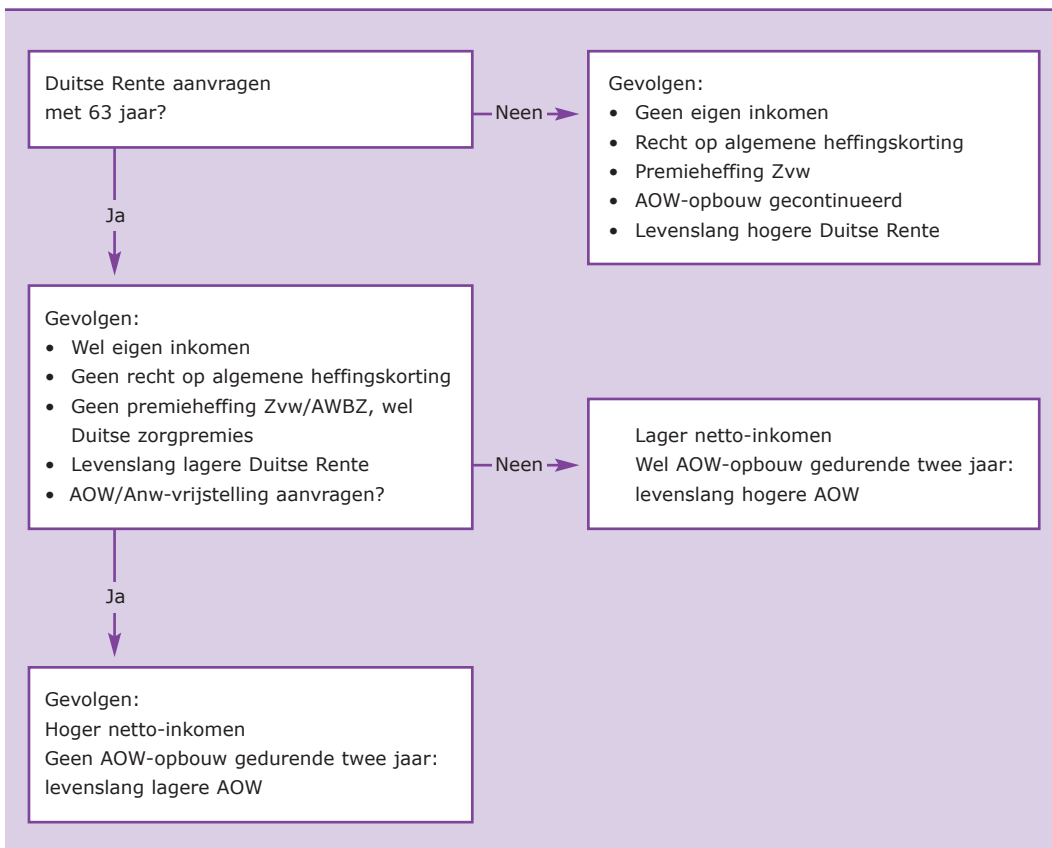 Duitse Rente aanvragen
met 63 jaar?
Neen
Gevolgen:
• Geen eigen inkomen
• Recht op algemene heffingskorting
• Premieheffing Zvw
• AOW-opbouw gecontinueerd
• Levenslang hogere Duitse Rente
Ja
Gevolgen:
• Wel eigen inkomen
• Geen recht op algemene heffingskorting
• Geen premieheffing Zvw/AWBZ, wel
Duitse zorgpremies
• Levenslang lagere Duitse Rente
• AOW/Anw-vrijstelling aanvragen?
Neen
Lager netto-inkomen
Wel AOW-opbouw gedurende twee jaar:
levenslang hogere AOW
Ja
Gevolgen:
Hoger netto-inkomen
Geen AOW-opbouw gedurende twee jaar:
levenslang lagere AOW